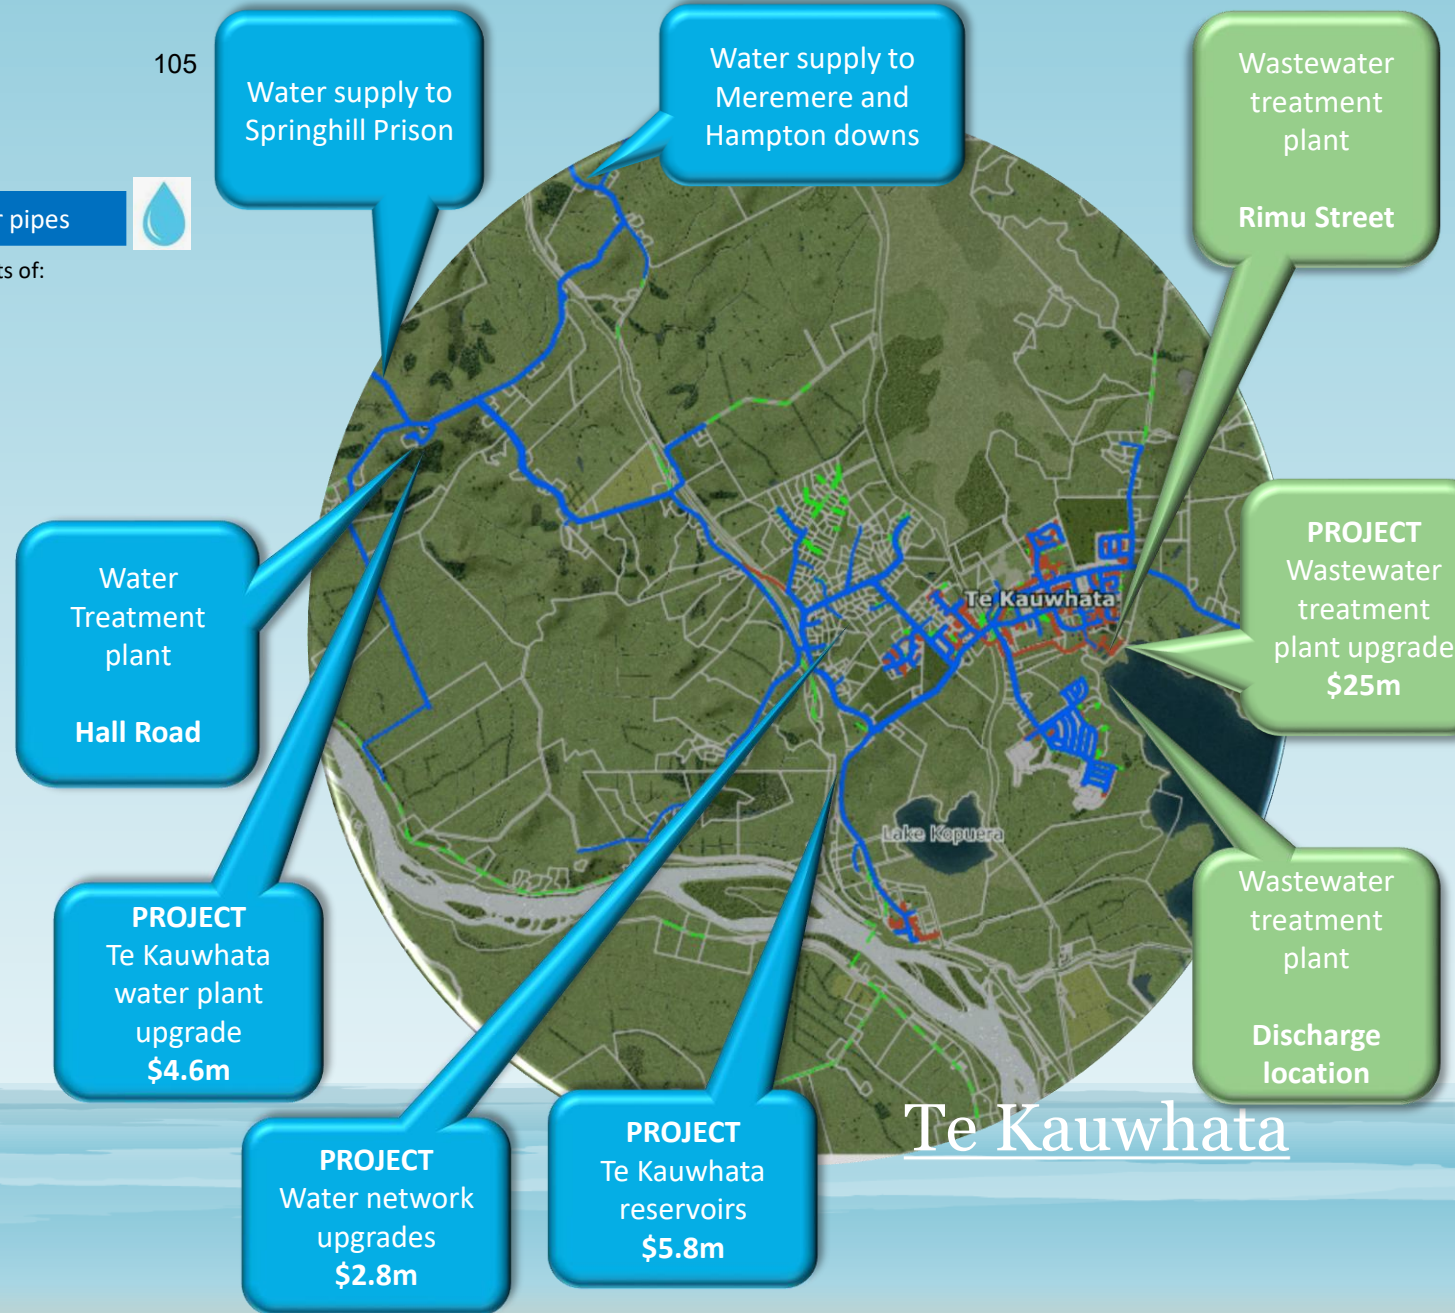 105
Water supply to
Springhill Prison
Water supply to
Meremere and
Hampton downs
Wastewater
treatment
plant
Rimu Street
pipes
of:
Water
Treatment
plant
Hall Road
Te Kauwhata
PROJECT
Wastewater
treatment
plant upgrade
$25m
Lake Kopuera
PROJECT
Te Kauwhata
water plant
upgrade
$4.6m
Wastewater
treatment
plant
Discharge
location
PROJECT
Water network
upgrades
$2.8m
PROJECT
Te Kauwhata
reservoirs
$5.8m
Te Kauwhata